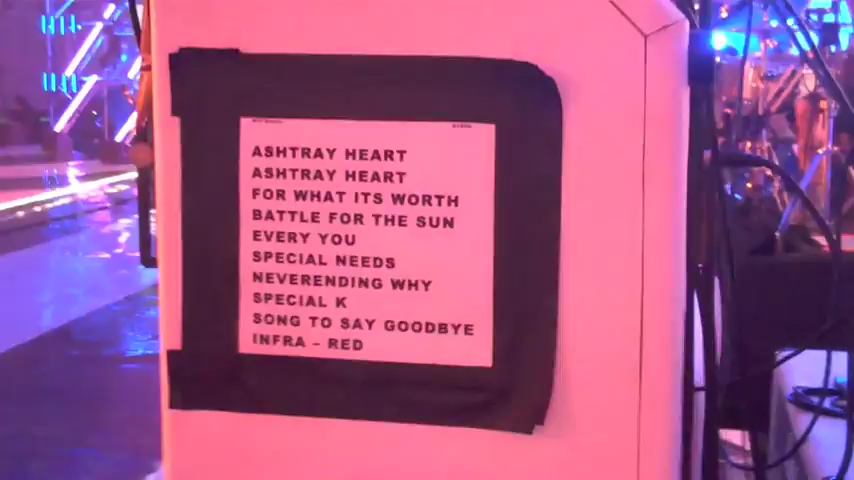 ASHTRAY HEART
ASHTRAY HEART
FOR WHAT ITS WORTH
BATTLE FOR THE SUN
EVERY YOU
SPECIAL NEEDS
NEVERENDING WHY
SPECIAL K
SONG TO SAY GOODBYE
INFRA - RED